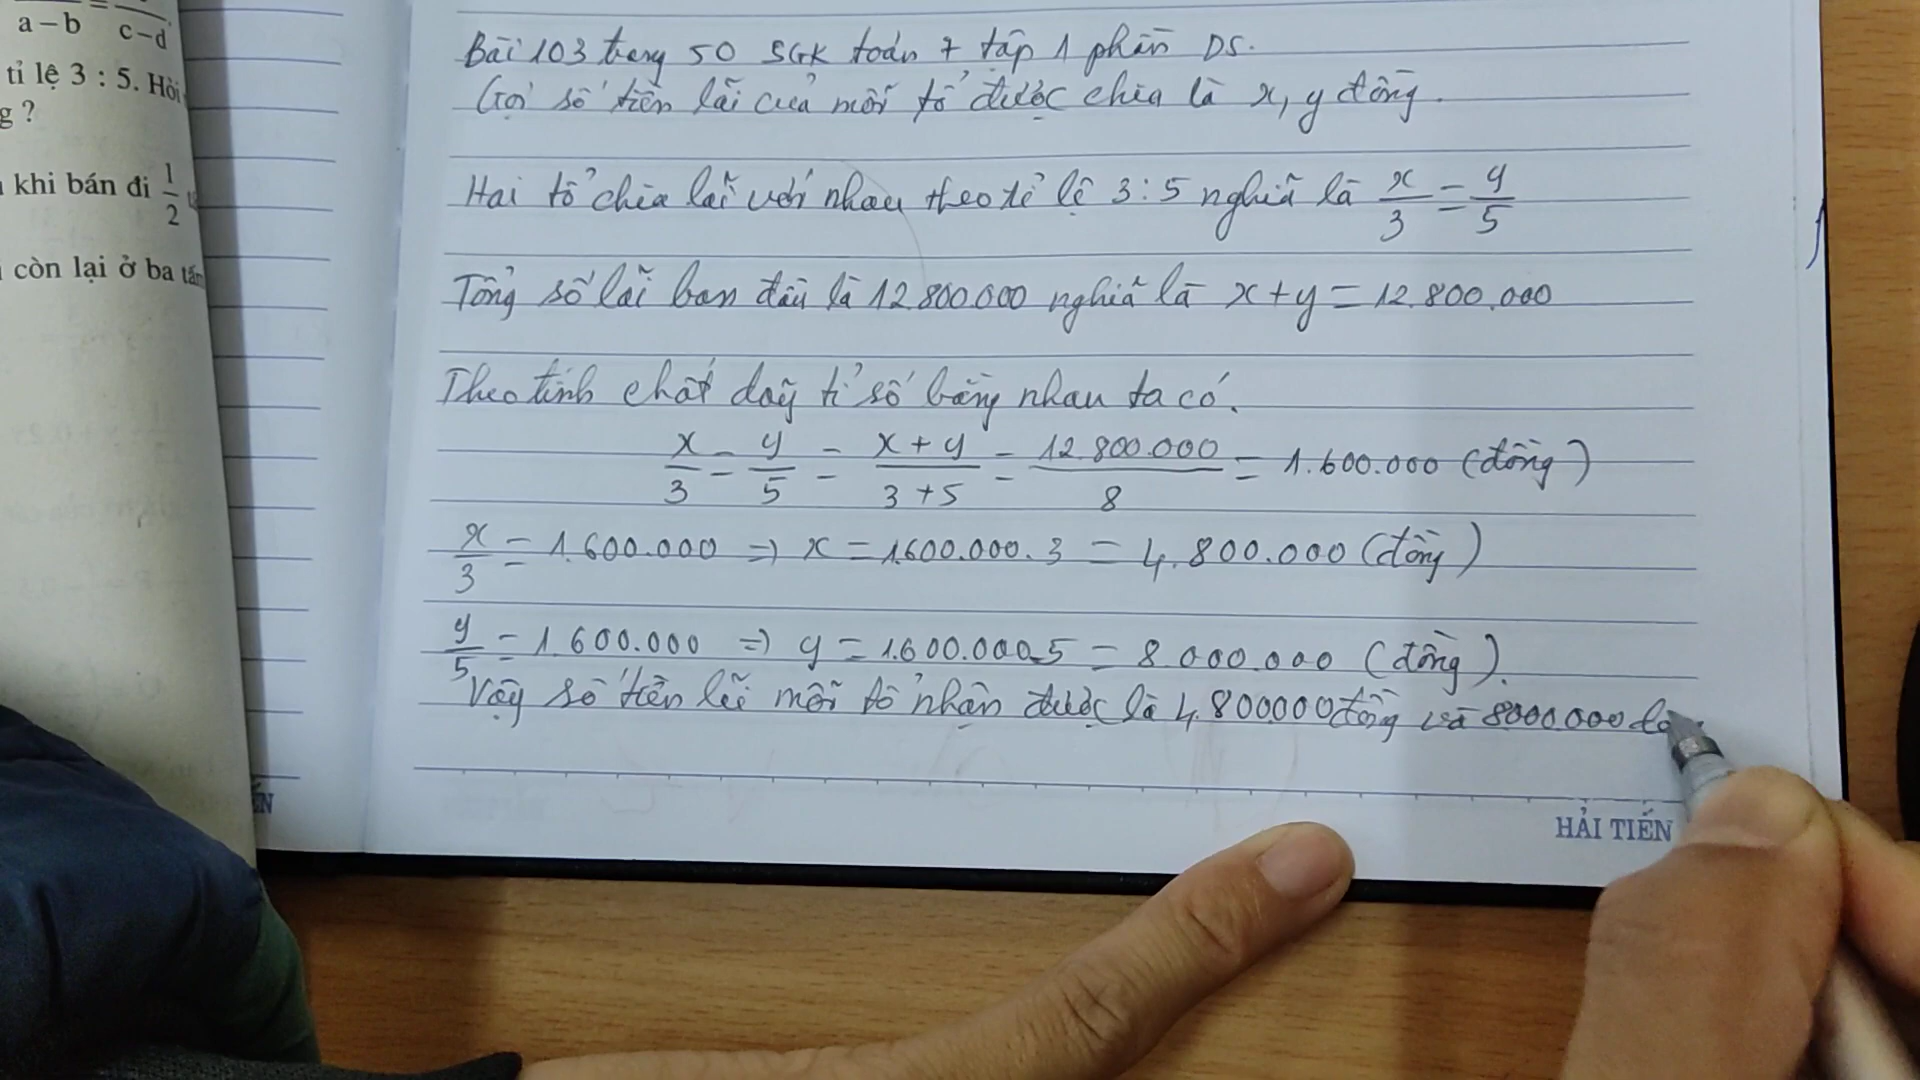 a – b = c – d
tỉ lệ 3 : 5. Hỏi
g ?
khi bán đi 1/2
còn lại ở ba tấm
Bài 103 trang 50 SGK toán 7 tập 1 phần DS.
Gọi số tiền lãi của mỗi tổ được chia là x, y đồng.
Hai tổ chia lãi với nhau theo tỉ lệ 3:5 nghĩa là x/3 = y/5
Tổng số lãi ban đầu là 12.800.000 nghĩa là x + y = 12.800.000
Theo tính chất dãy tỉ số bằng nhau ta có.
x/3 = y/5 = (x + y)/(3 + 5) = 12.800.000/8 = 1.600.000 (đồng)
x/3 = 1.600.000 => x = 1.600.000.3 = 4.800.000 (đồng)
y/5 = 1.600.000 => y = 1.600.000.5 = 8.000.000 (đồng).
Vậy số tiền lãi mỗi tổ nhận được là 4.800000 đồng và 8000.000
HẢI TIẾN
ẾN